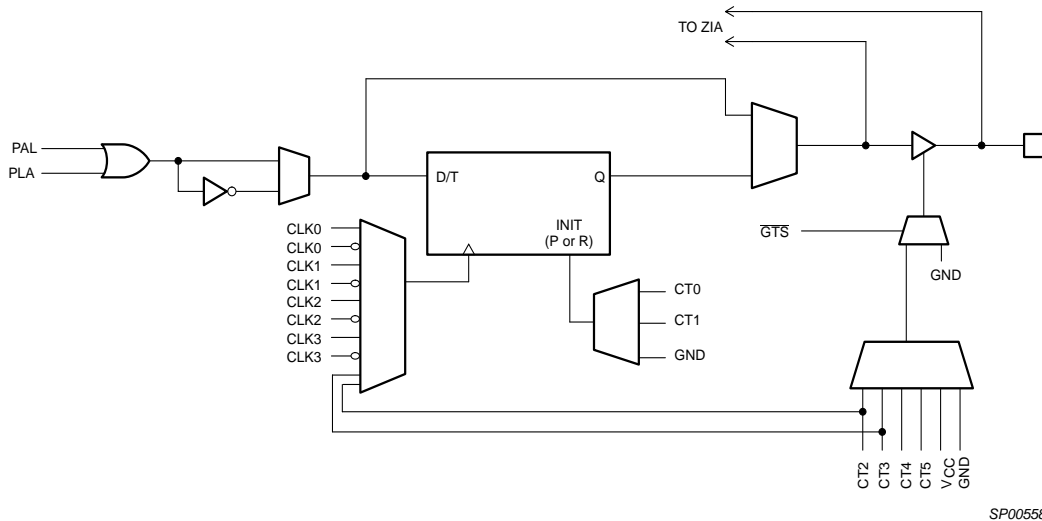 TO ZIA
PAL
PLA
D/T
Q
INIT
(P or R)
CLK0
CLK0
CLK1
CLK1
CLK2
CLK2
CLK3
CLK3
CT0
CT1
GND
GTS
GND
CT2
CT3
CT4
CT5
VCC
GND
SP00558